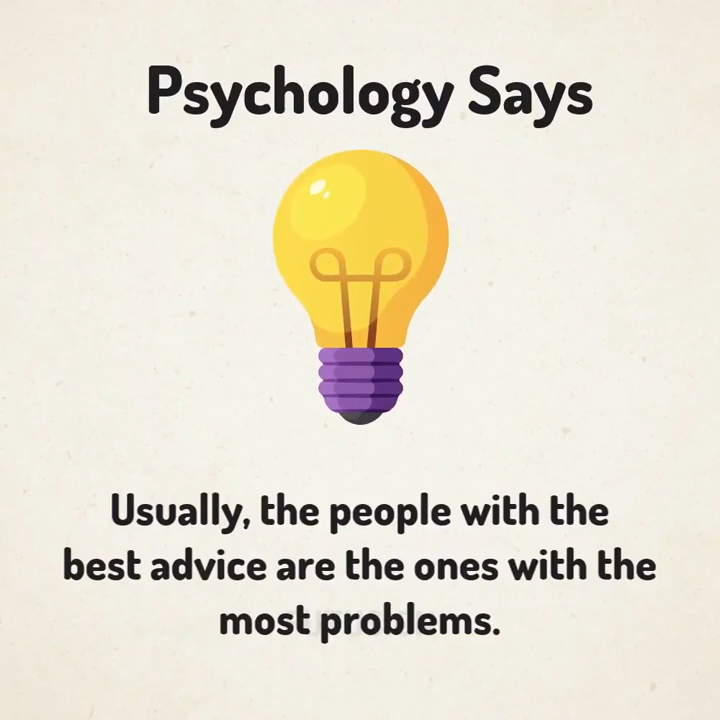 Psychology Says
Usually, the people with the
best advice are the ones with the
most problems.